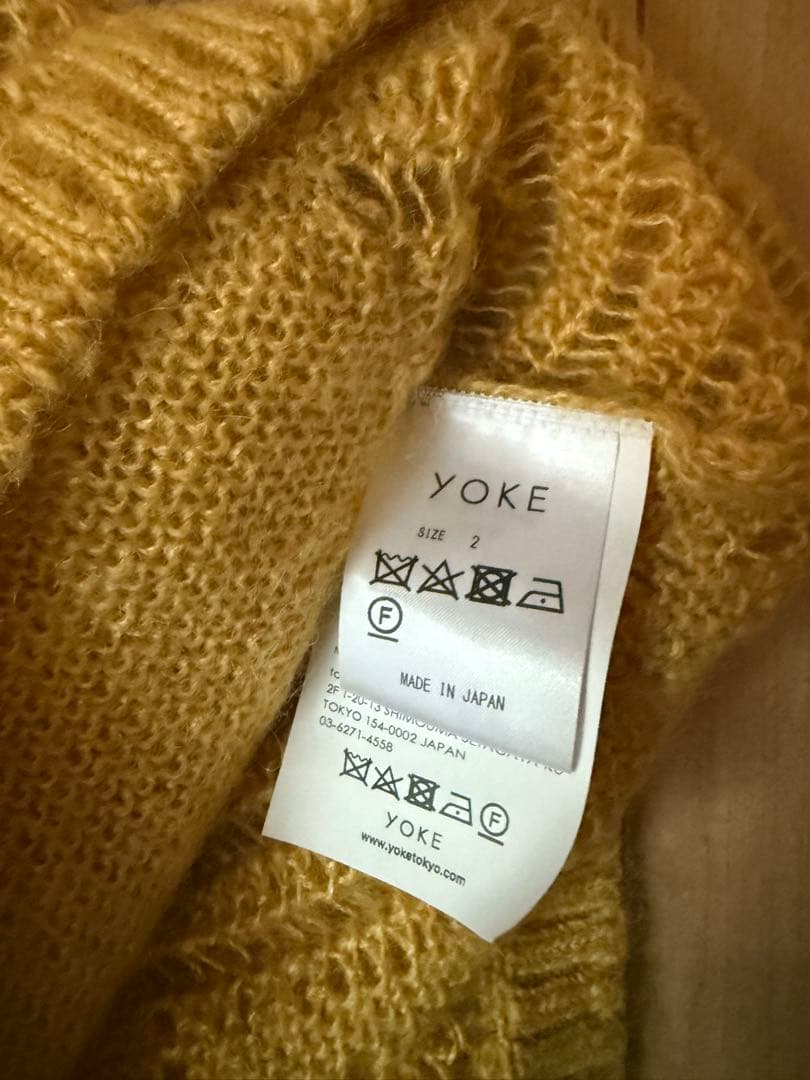 YOKE
SIZE 2
F
MADE IN JAPAN
2F 1-20-13 SHIMOUMA SETAGAYA-KU
TOKYO 154-0002 JAPAN
03-6271-4558
F
YOKE
www.yoketokyo.com